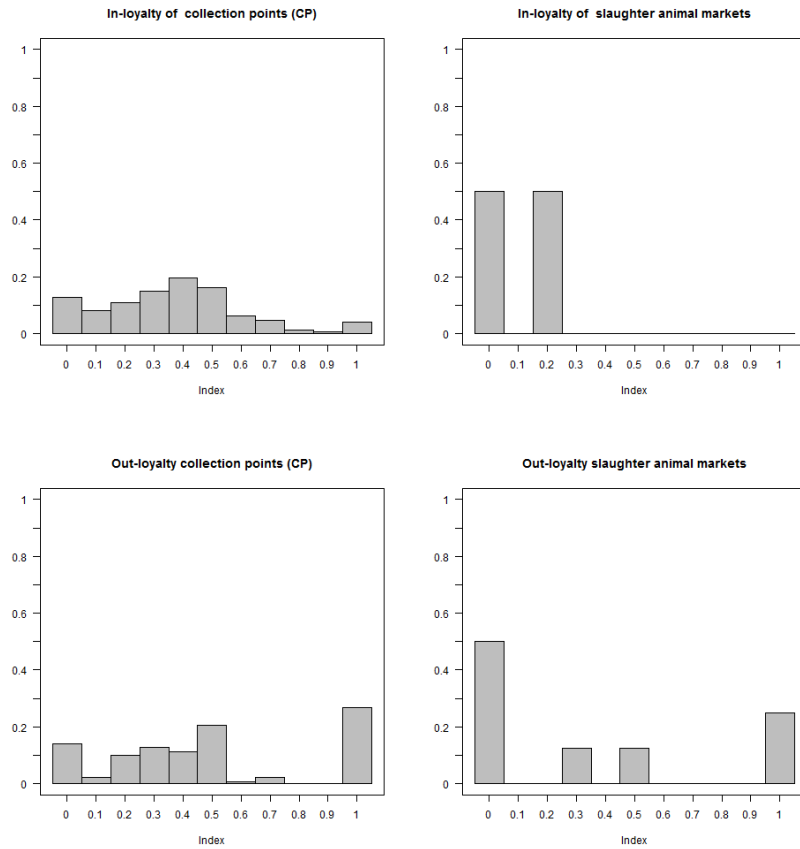 In-loyalty of collection points (CP)
1
0.8
0.6
0.4
0.2
0
0 0.1 0.2 0.3 0.4 0.5 0.6 0.7 0.8 0.9 1
Index
In-loyalty of slaughter animal markets
1
0.8
0.6
0.4
0.2
0
0 0.1 0.2 0.3 0.4 0.5 0.6 0.7 0.8 0.9 1
Index
Out-loyalty collection points (CP)
1
0.8
0.6
0.4
0.2
0
0 0.1 0.2 0.3 0.4 0.5 0.6 0.7 0.8 0.9 1
Index
Out-loyalty slaughter animal markets
1
0.8
0.6
0.4
0.2
0
0 0.1 0.2 0.3 0.4 0.5 0.6 0.7 0.8 0.9 1
Index